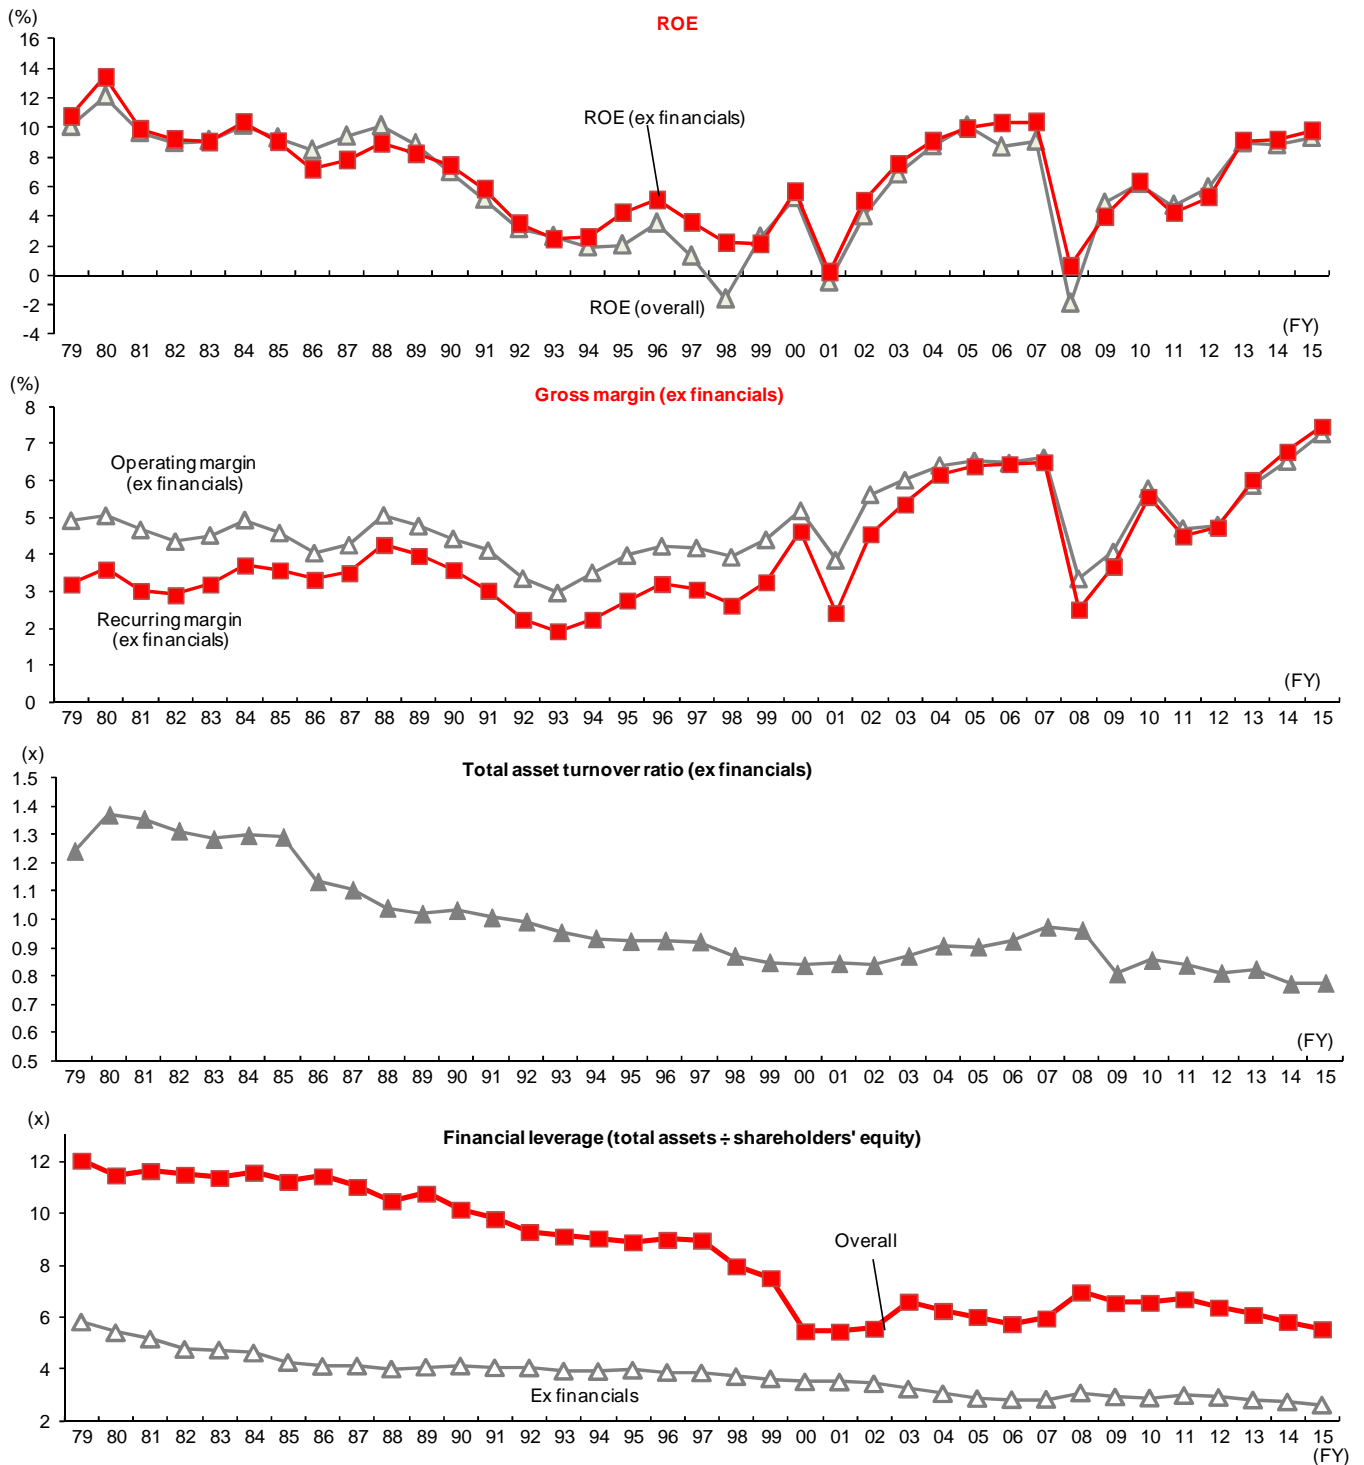 (%)
ROE
16
14
12
10
8
6
4
2
0
-2
-4
ROE (ex financials)
ROE (overall)
(FY)
79 80 81 82 83 84 85 86 87 88 89 90 91 92 93 94 95 96 97 98 99 00 01 02 03 04 05 06 07 08 09 10 11 12 13 14 15
(%)
Gross margin (ex financials)
8
7
6
5
4
3
2
1
0
Operating margin
(ex financials)
Recurring margin
(ex financials)
(FY)
79 80 81 82 83 84 85 86 87 88 89 90 91 92 93 94 95 96 97 98 99 00 01 02 03 04 05 06 07 08 09 10 11 12 13 14 15
(x)
Total asset turnover ratio (ex financials)
1.5
1.4
1.3
1.2
1.1
1.0
0.9
0.8
0.7
0.6
0.5
(FY)
79 80 81 82 83 84 85 86 87 88 89 90 91 92 93 94 95 96 97 98 99 00 01 02 03 04 05 06 07 08 09 10 11 12 13 14 15
(x)
Financial leverage (total assets ÷ shareholders' equity)
12
10
8
6
4
2
Overall
Ex financials
79 80 81 82 83 84 85 86 87 88 89 90 91 92 93 94 95 96 97 98 99 00 01 02 03 04 05 06 07 08 09 10 11 12 13 14 15
(FY)